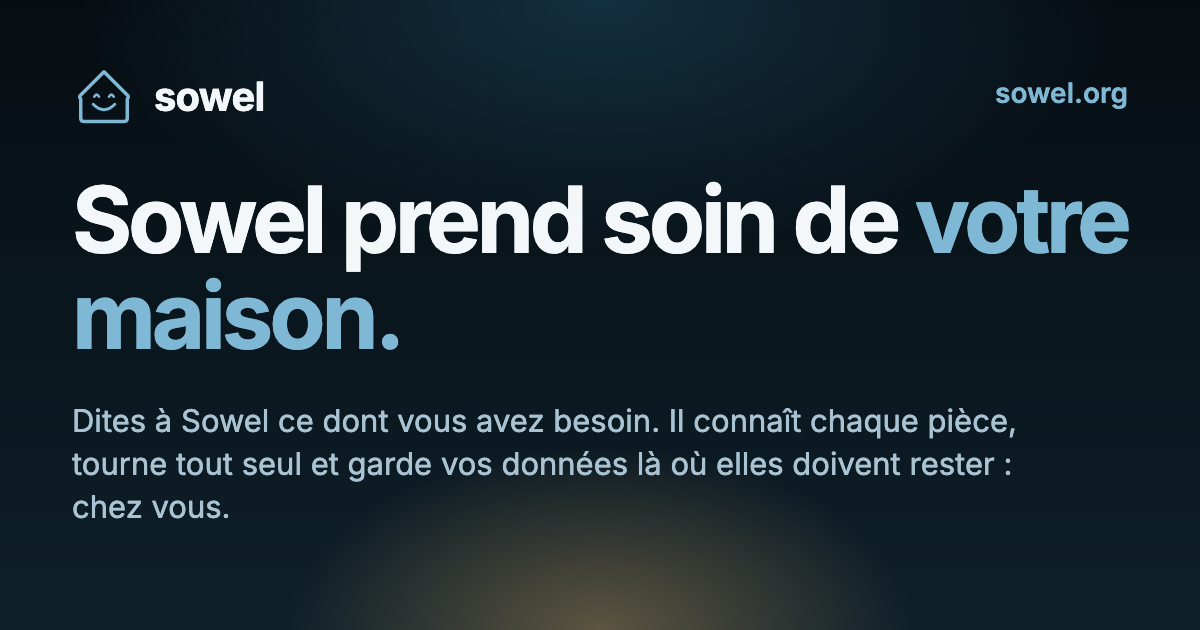 sowel
sowel.org
Sowel prend soin de votre
maison.
Dites à Sowel ce dont vous avez besoin. Il connaît chaque pièce,
tourne tout seul et garde vos données là où elles doivent rester :
chez vous.